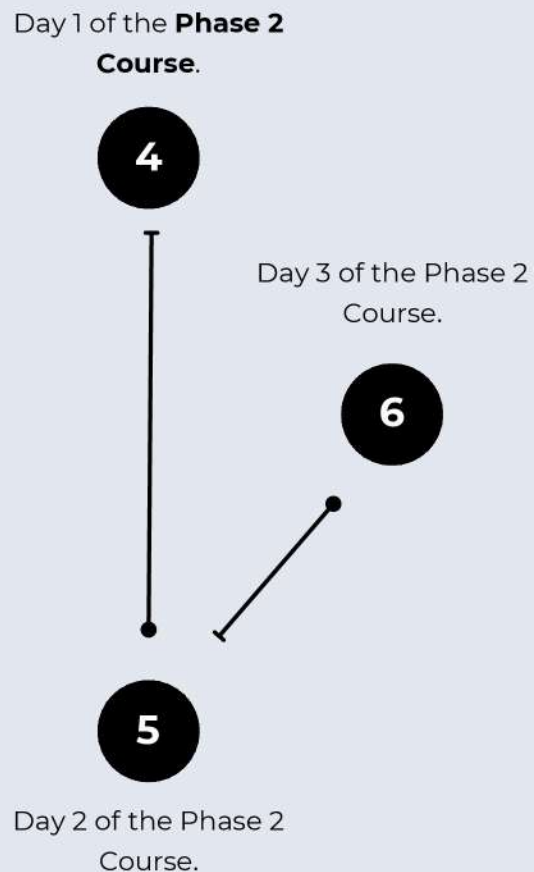 Day 1 of the Phase 2
Course.
4
Day 3 of the Phase 2
Course.
6
5
Day 2 of the Phase 2
Course.